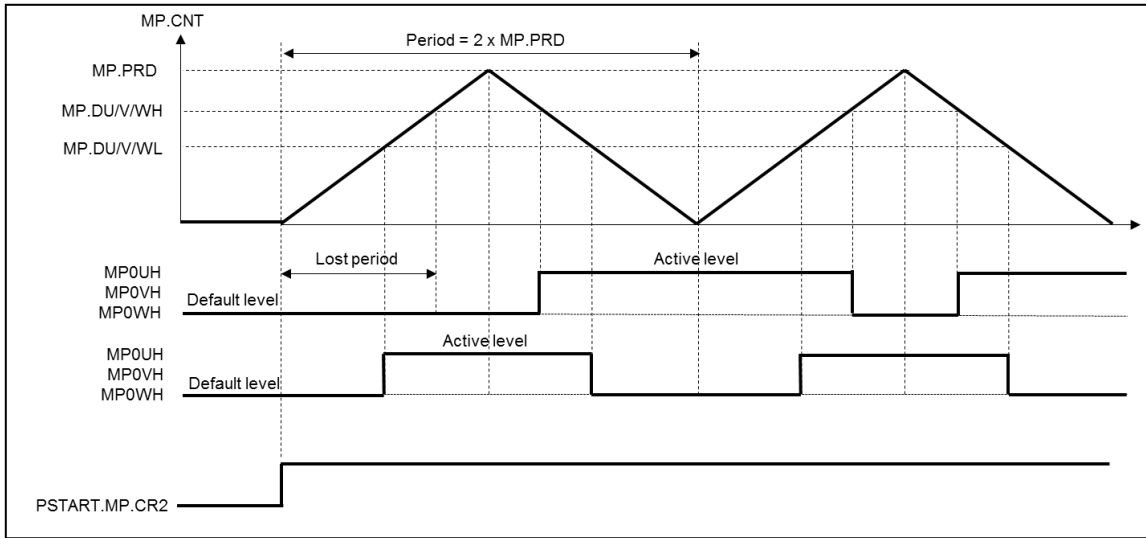 MP.CNT
Period = 2 x MP.PRD
MP.PRD
MP.DU/V/WH
MP.DU/V/WL
Lost period
Active level
MP0UH
MP0VH
MP0WH
Default level
Active level
MP0UH
MP0VH
MP0WH
Default level
PSTART.MP.CR2